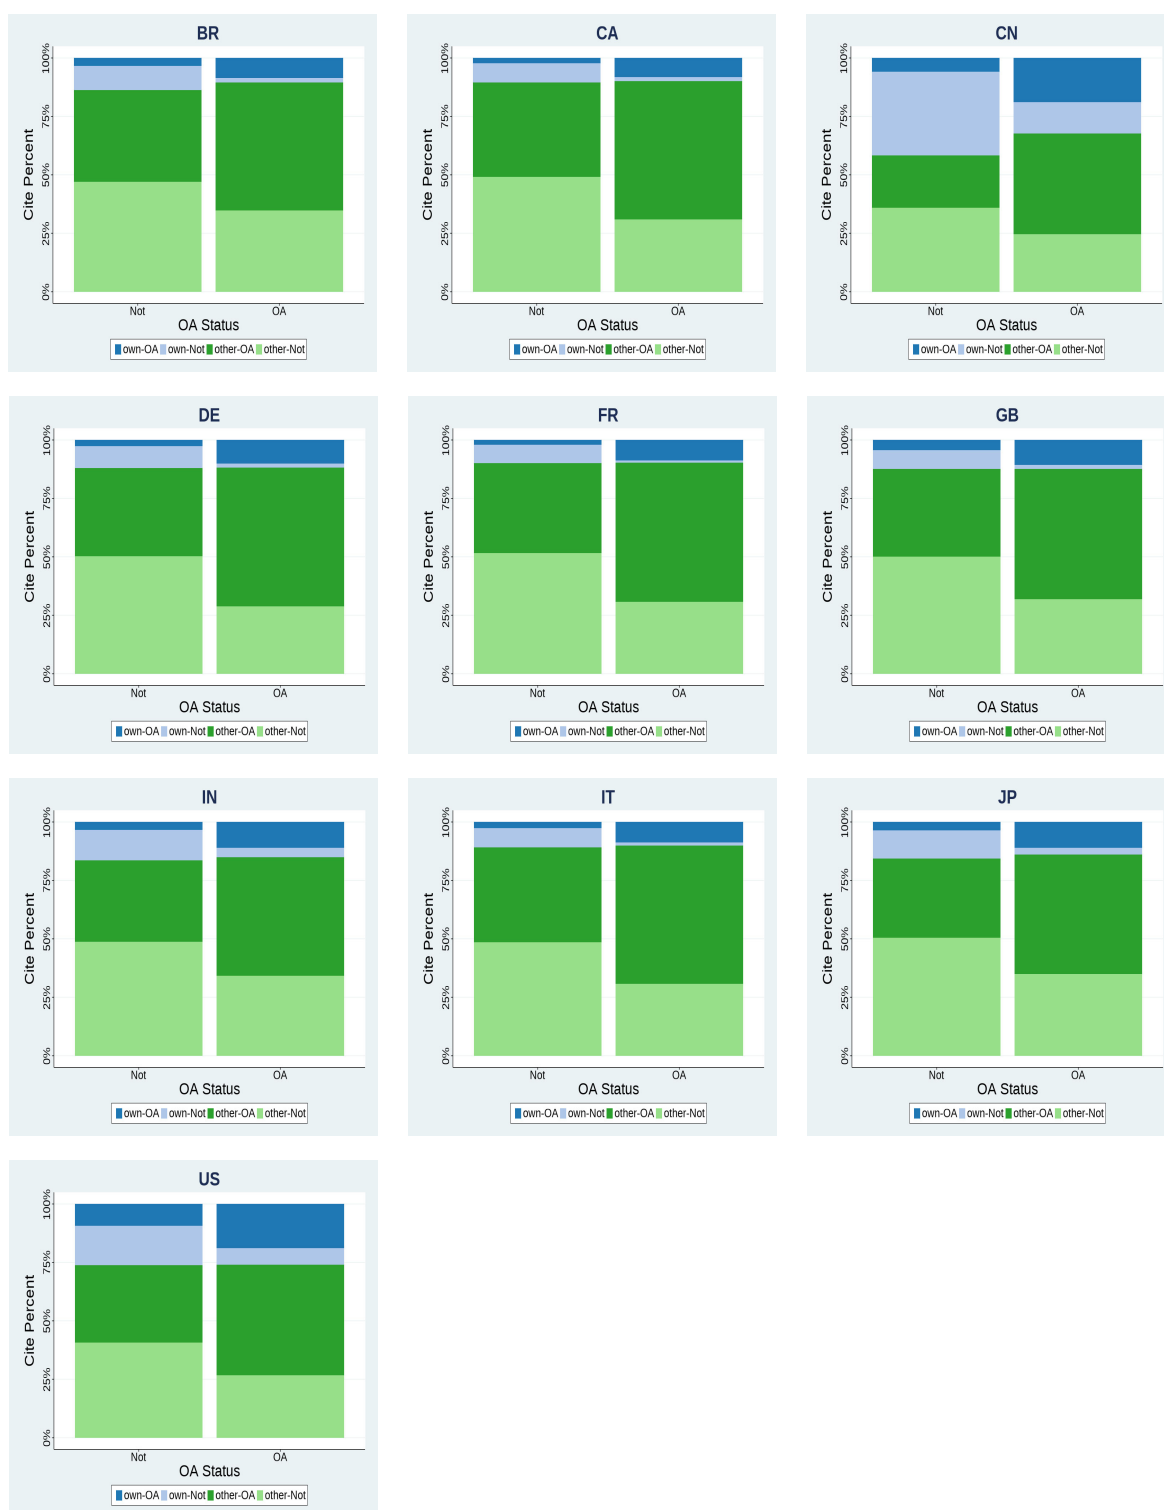 BR
Cite Percent
100%
75%
50%
25%
0%
Not OA
OA Status
own-OA own-Not other-OA other-Not
CA
Cite Percent
100%
75%
50%
25%
0%
Not OA
OA Status
own-OA own-Not other-OA other-Not
CN
Cite Percent
100%
75%
50%
25%
0%
Not OA
OA Status
own-OA own-Not other-OA other-Not
DE
Cite Percent
100%
75%
50%
25%
0%
Not OA
OA Status
own-OA own-Not other-OA other-Not
FR
Cite Percent
100%
75%
50%
25%
0%
Not OA
OA Status
own-OA own-Not other-OA other-Not
GB
Cite Percent
100%
75%
50%
25%
0%
Not OA
OA Status
own-OA own-Not other-OA other-Not
IN
Cite Percent
100%
75%
50%
25%
0%
Not OA
OA Status
own-OA own-Not other-OA other-Not
IT
Cite Percent
100%
75%
50%
25%
0%
Not OA
OA Status
own-OA own-Not other-OA other-Not
JP
Cite Percent
100%
75%
50%
25%
0%
Not OA
OA Status
own-OA own-Not other-OA other-Not
US
Cite Percent
100%
75%
50%
25%
0%
Not OA
OA Status
own-OA own-Not other-OA other-Not